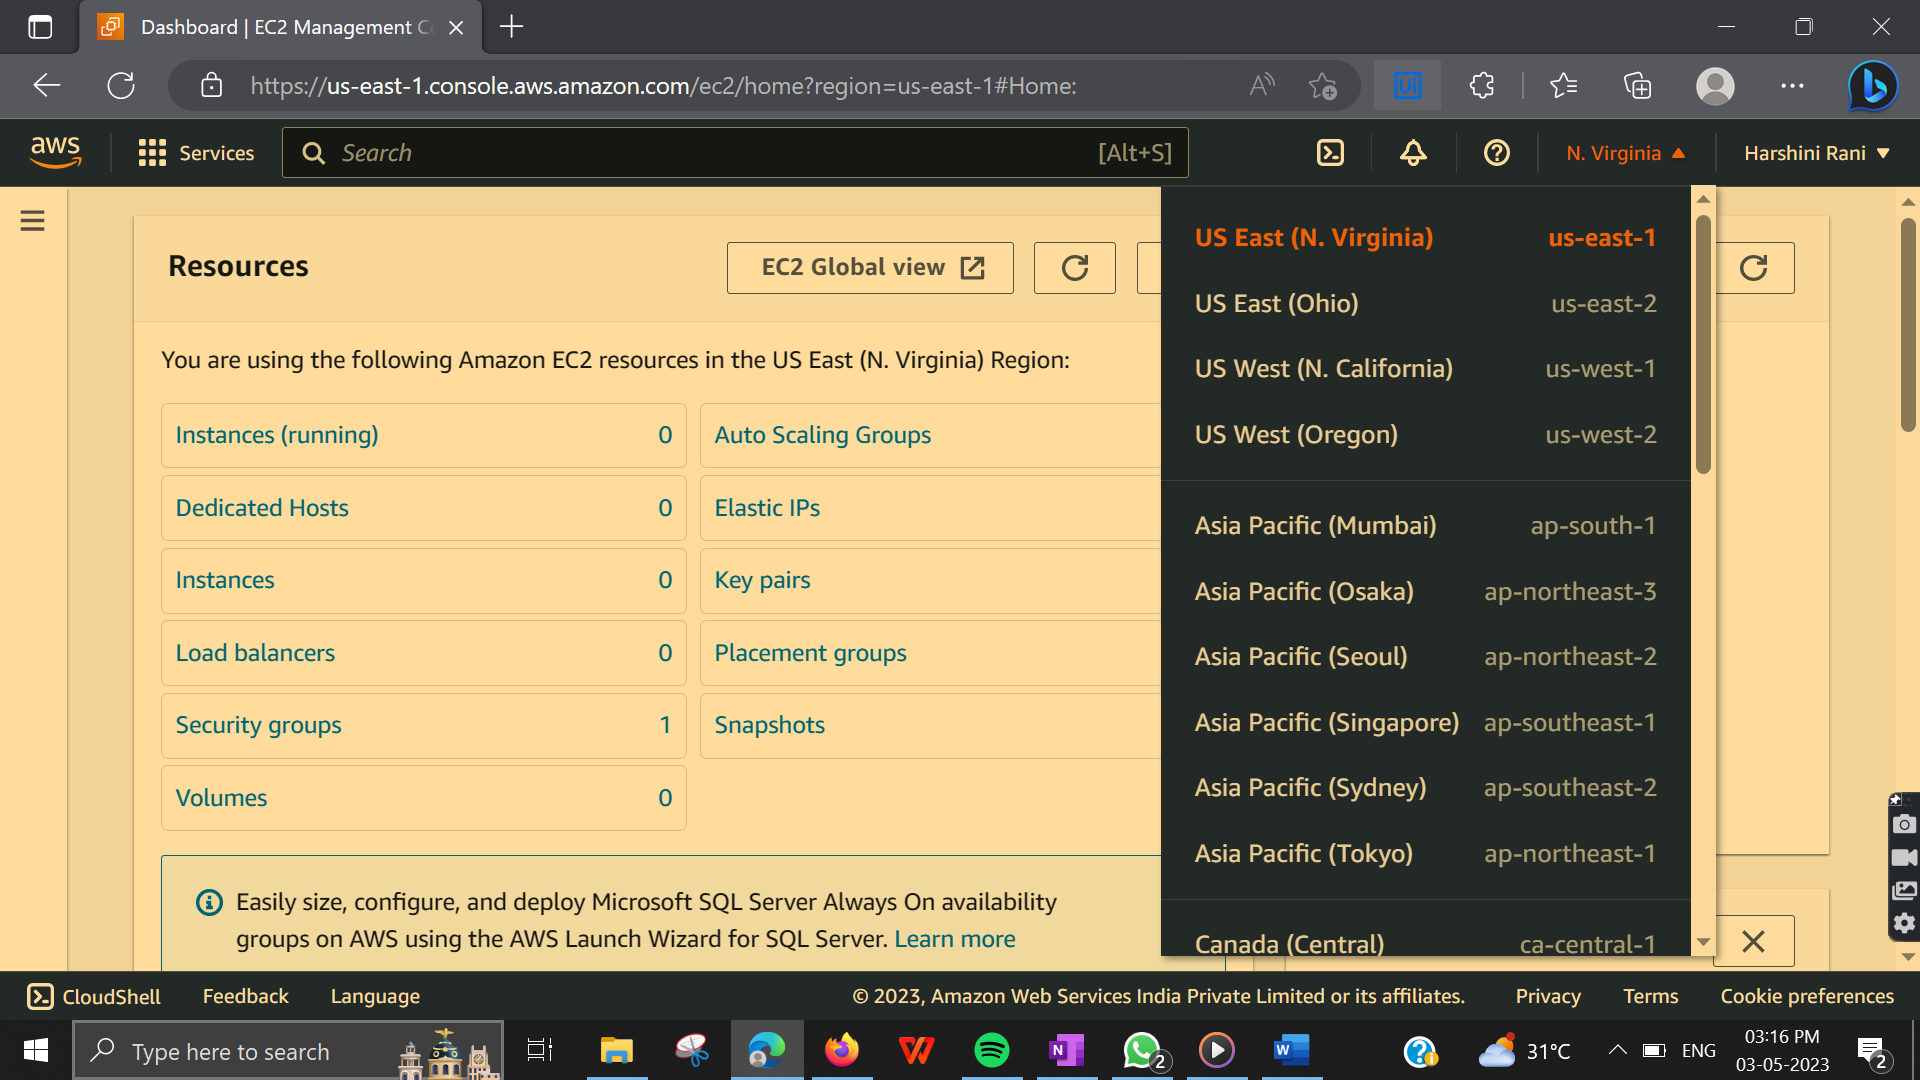 Dashboard | EC2 Management C
https://us-east-1.console.aws.amazon.com/ec2/home?region=us-east-1#Home:
aws
Services
Search
[Alt+S]
N. Virginia
Harshini Rani
Resources
EC2 Global view
You are using the following Amazon EC2 resources in the US East (N. Virginia) Region:
Instances (running) 0
Auto Scaling Groups
Dedicated Hosts 0
Elastic IPs
Instances 0
Key pairs
Load balancers 0
Placement groups
Security groups 1
Snapshots
Volumes 0
Easily size, configure, and deploy Microsoft SQL Server Always On availability
groups on AWS using the AWS Launch Wizard for SQL Server. Learn more
US East (N. Virginia) us-east-1
US East (Ohio) us-east-2
US West (N. California) us-west-1
US West (Oregon) us-west-2
Asia Pacific (Mumbai) ap-south-1
Asia Pacific (Osaka) ap-northeast-3
Asia Pacific (Seoul) ap-northeast-2
Asia Pacific (Singapore) ap-southeast-1
Asia Pacific (Sydney) ap-southeast-2
Asia Pacific (Tokyo) ap-northeast-1
Canada (Central) ca-central-1
CloudShell
Feedback
Language
© 2023, Amazon Web Services India Private Limited or its affiliates.
Privacy
Terms
Cookie preferences
Type here to search
2
31°C
ENG
03:16 PM
03-05-2023
2